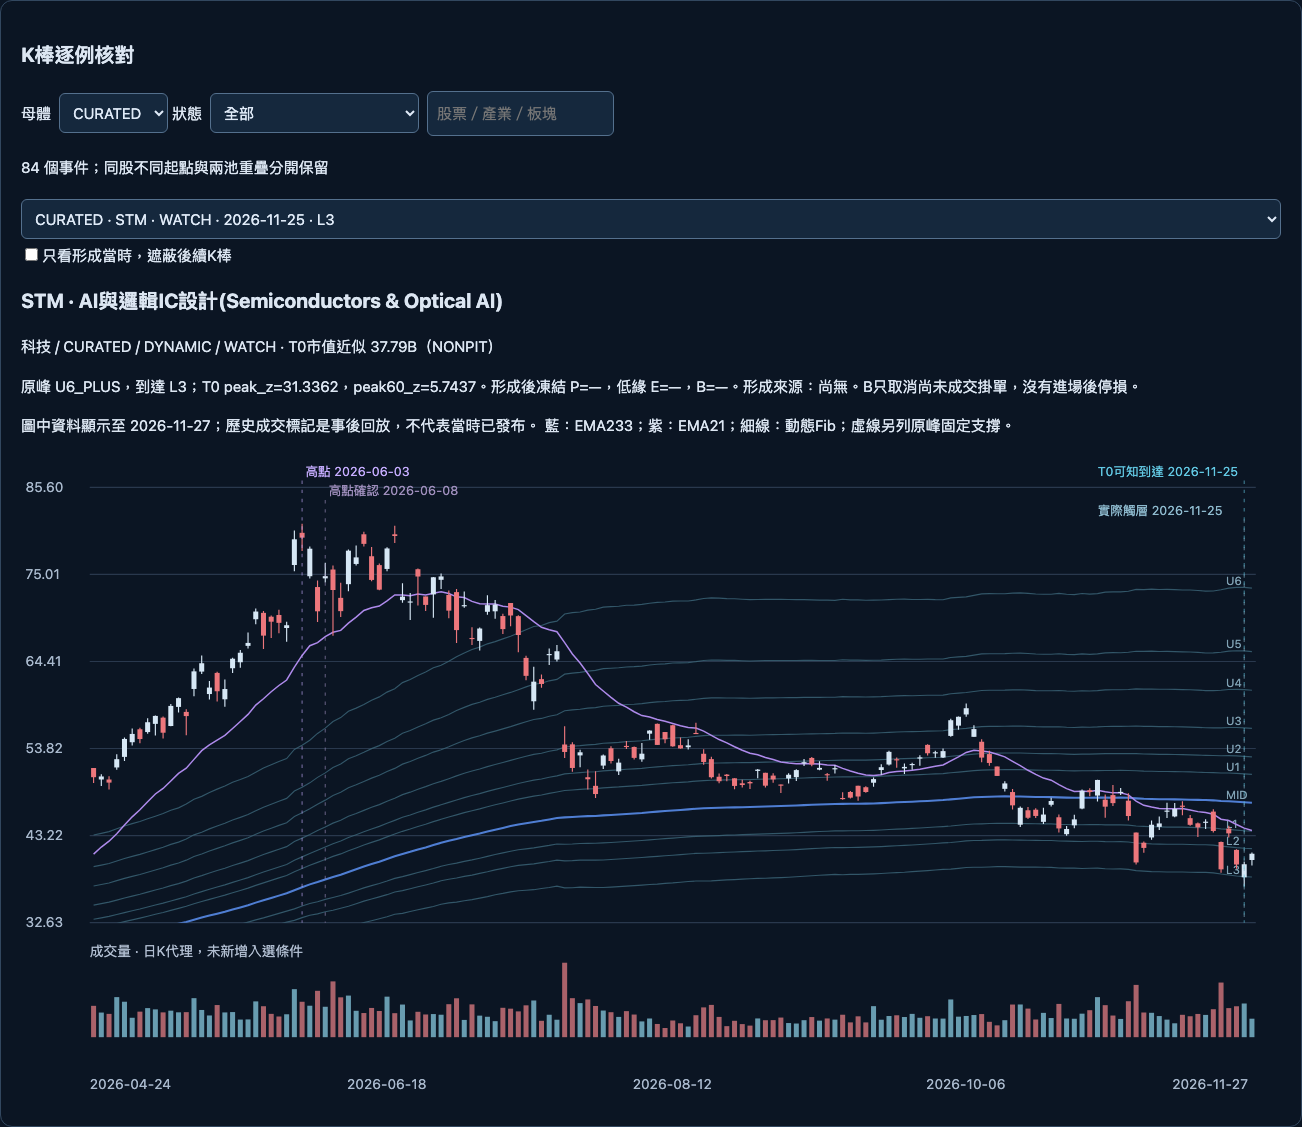 K棒逐例核對
母體 CURATED 狀態 全部 股票 / 產業 / 板塊
84 個事件；同股不同起點與兩池重疊分開保留
CURATED · STM · WATCH · 2026-11-25 · L3
只看形成當時，遮蔽後續K棒
STM · AI與邏輯IC設計(Semiconductors & Optical AI)
科技 / CURATED / DYNAMIC / WATCH · T0市值近似 37.79B（NONPIT）
原峰 U6_PLUS，到達 L3；T0 peak_z=31.3362，peak60_z=5.7437。形成後凍結 P=—，低緣 E=—，B=—。形成來源：尚無。B只取消尚未成交掛單，沒有進場後停損。
圖中資料顯示至 2026-11-27；歷史成交標記是事後回放，不代表當時已發布。 藍：EMA233；紫：EMA21；細線：動態Fib；虛線另列原峰固定支撐。
高點 2026-06-03
T0可知到達 2026-11-25
85.60
高點確認 2026-06-08
實際觸層 2026-11-25
75.01
U6
U5
64.41
U4
U3
53.82
U2
U1
MID
L1
43.22
L2
L3
32.63
成交量 · 日K代理，未新增入選條件
2026-04-24 2026-06-18 2026-08-12 2026-10-06 2026-11-27